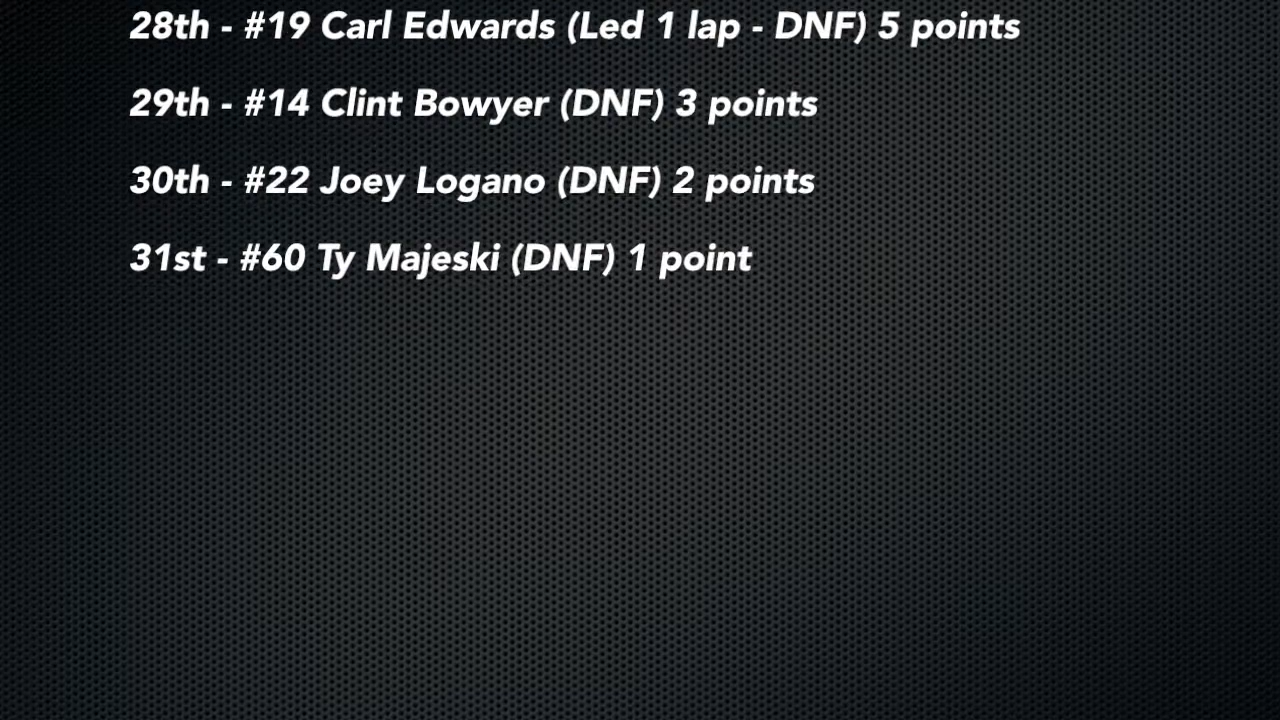 28th - #19 Carl Edwards (Led 1 lap - DNF) 5 points
29th - #14 Clint Bowyer (DNF) 3 points
30th - #22 Joey Logano (DNF) 2 points
31st - #60 Ty Majeski (DNF) 1 point